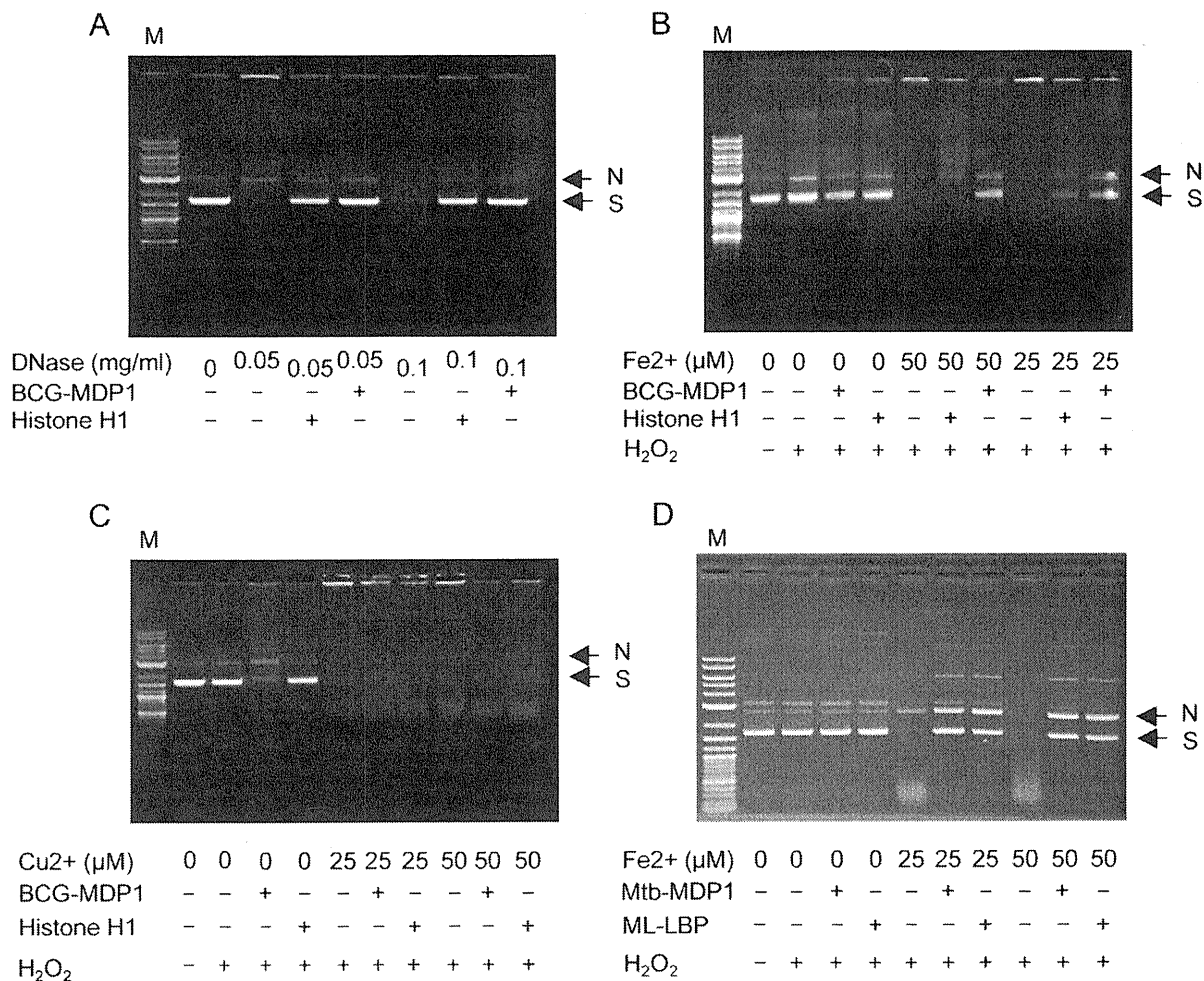 A
M
N
S
DNase (mg/ml) 0 0.05 0.05 0.05 0.1 0.1 0.1
BCG-MDP1 – – – + – – +
Histone H1 – – + – – + –
B
M
N
S
Fe2+ (µM) 0 0 0 0 50 50 50 25 25 25
BCG-MDP1 – – + – – – + – – +
Histone H1 – – – + – + – – + –
H₂O₂ – + + + + + + + + +
C
M
N
S
Cu2+ (µM) 0 0 0 0 25 25 25 50 50 50
BCG-MDP1 – – + – – + – – + –
Histone H1 – – – + – – + – – +
H₂O₂ – + + + + + + + + +
D
M
N
S
Fe2+ (µM) 0 0 0 0 25 25 25 50 50 50
Mtb-MDP1 – – + – – + – – + –
ML-LBP – – – + – – + – – +
H₂O₂ – + + + + + + + + +